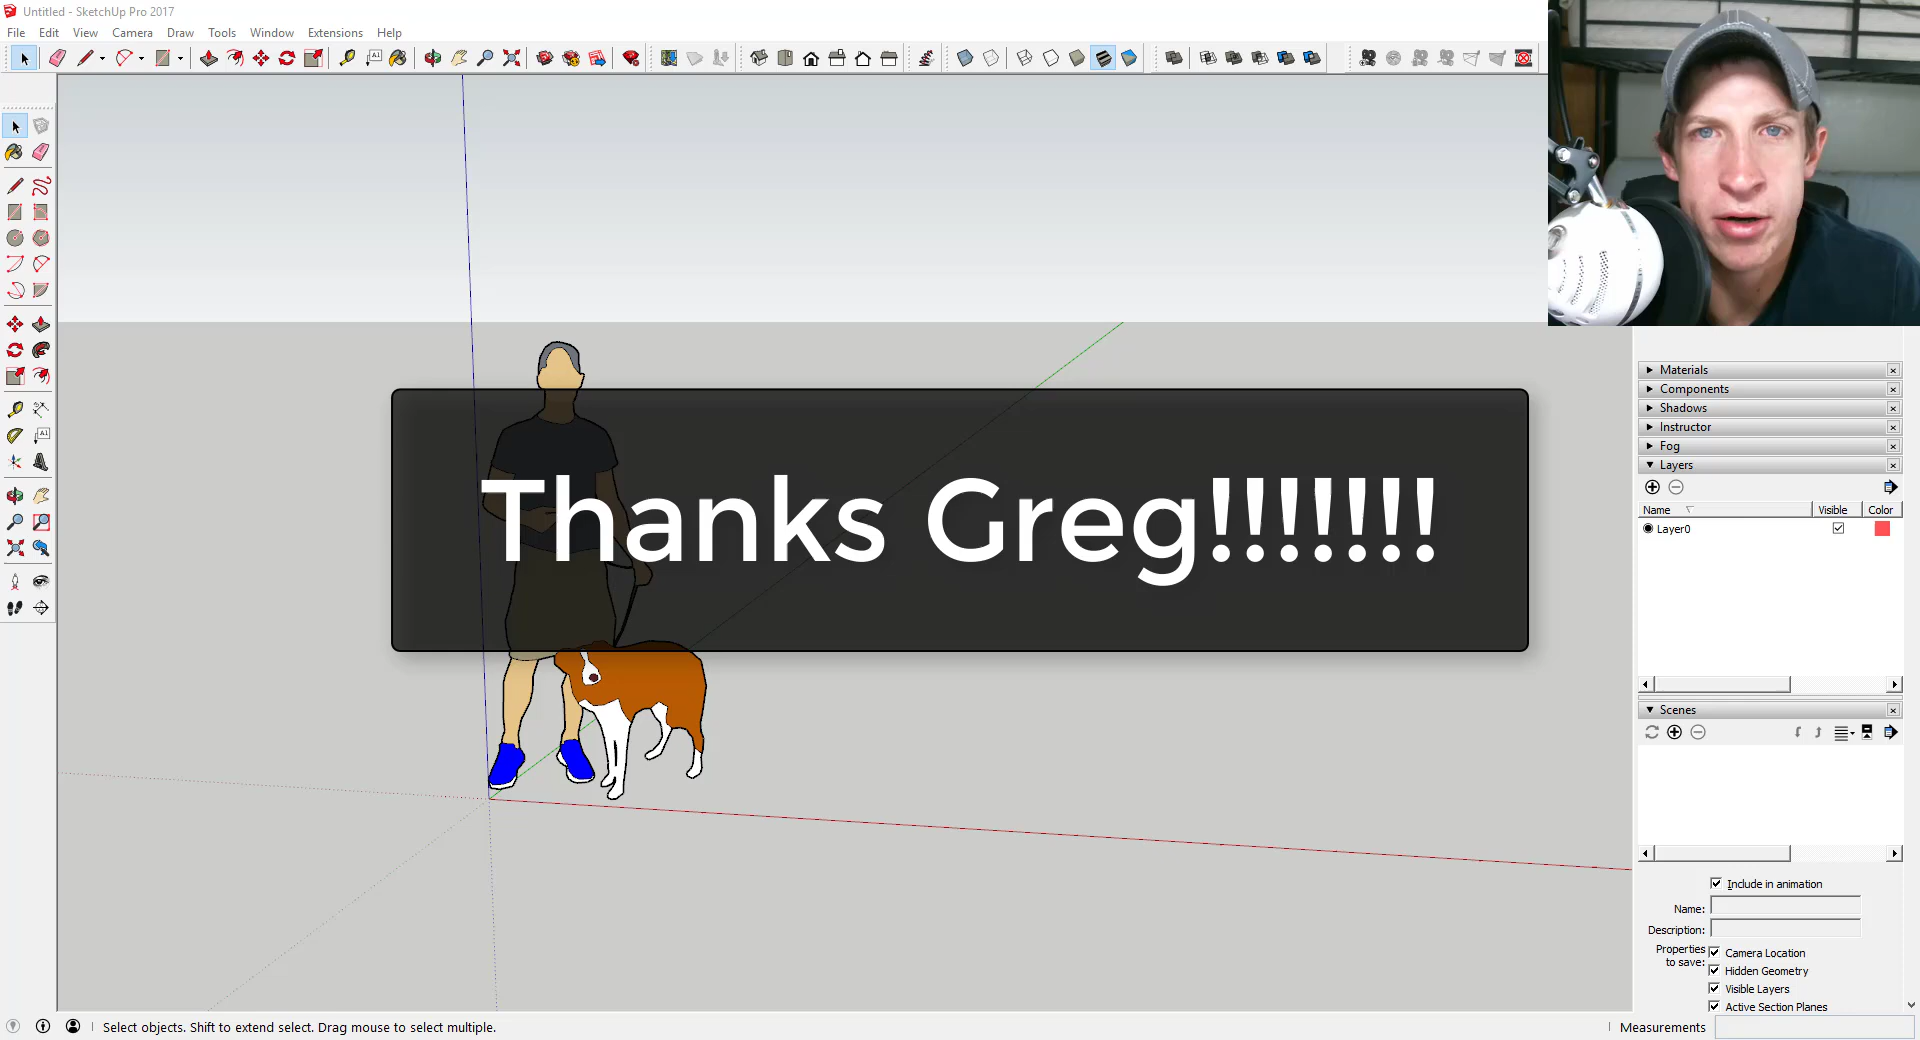 Untitled - SketchUp Pro 2017
File Edit View Camera Draw Tools Window Extensions Help
A1
Materials
Components
Shadows
Instructor
Fog
Layers
Name Visible Color
Layer0
A1
Thanks Greg!!!!!!!
Scenes
Include in animation
Name:
Description:
Properties to save:
Camera Location
Hidden Geometry
Visible Layers
Active Section Planes
Select objects. Shift to extend select. Drag mouse to select multiple.
Measurements